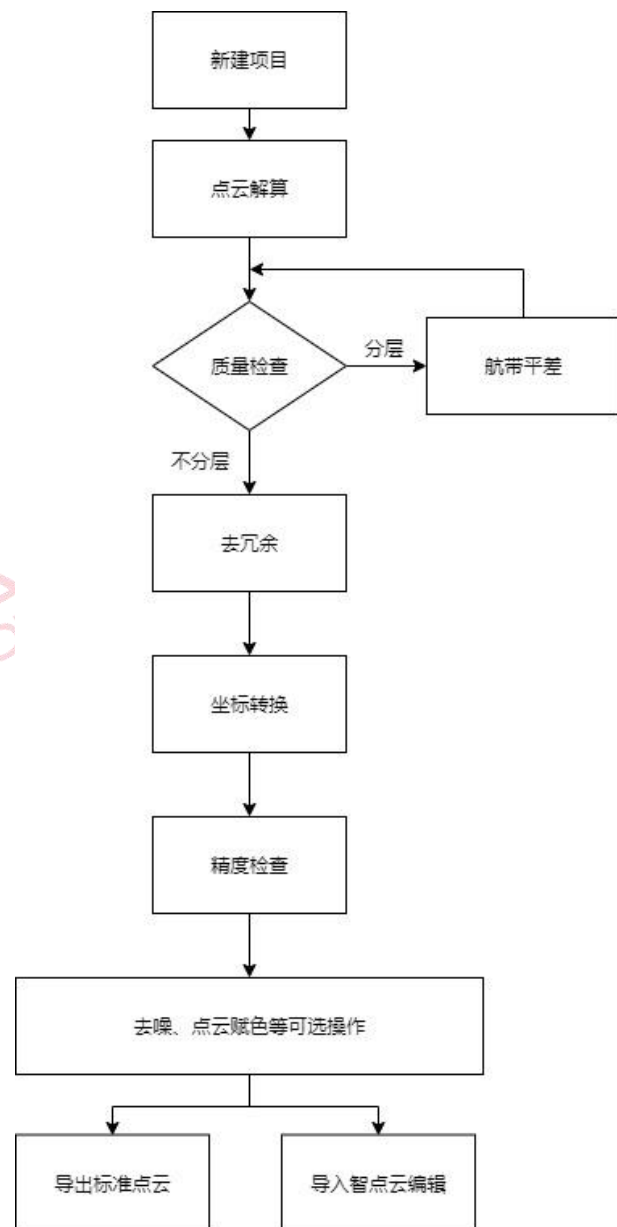 新建项目
点云解算
质量检查
分层
航带平差
不分层
去冗余
坐标转换
精度检查
去噪、点云赋色等可选操作
导出标准点云
导入智点云编辑